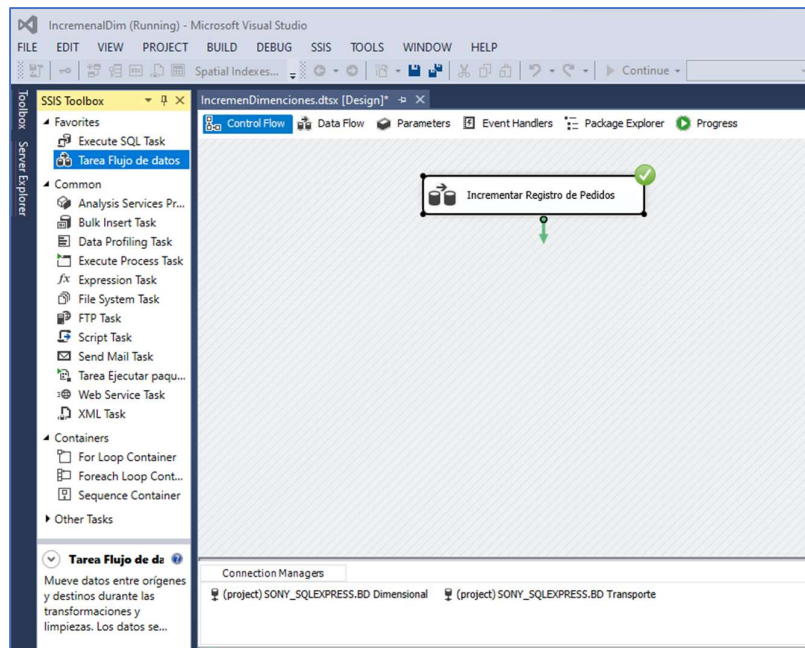 IncremenalDim (Running) - Microsoft Visual Studio
FILE EDIT VIEW PROJECT BUILD DEBUG SSIS TOOLS WINDOW HELP
Spatial Indexes... Continue
Toolbox
Server Explorer
SSIS Toolbox
Favorites
Execute SQL Task
Tarea Flujo de datos
Common
Analysis Services Pr...
Bulk Insert Task
Data Profiling Task
Execute Process Task
Expression Task
File System Task
FTP Task
Script Task
Send Mail Task
Tarea Ejecutar paqu...
Web Service Task
XML Task
Containers
For Loop Container
Foreach Loop Cont...
Sequence Container
Other Tasks
Tarea Flujo de da
Mueve datos entre orígenes
y destinos durante las
transformaciones y
limpiezas. Los datos se...
IncremenDimenciones.dtsx [Design]*
Control Flow Data Flow Parameters Event Handlers Package Explorer Progress
Incrementar Registro de Pedidos
Connection Managers
(project) SONY_SQLEXPRESS.BD Dimensional (project) SONY_SQLEXPRESS.BD Transporte